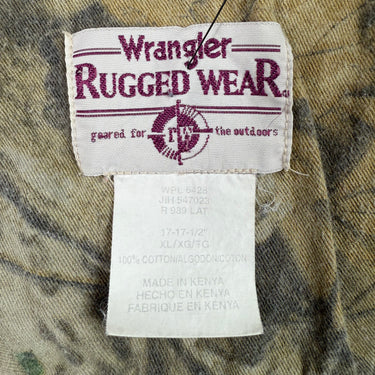 Wrangler
RUGGED WEAR
geared for RW the outdoors
WPL 6423
JIH 547023
R 939 LAT
17-17-1/2"
XL/XG/TG
100% COTTON/ALGODON/COTON
MADE IN KENYA
HECHO EN KENYA
FABRIQUE EN KENYA